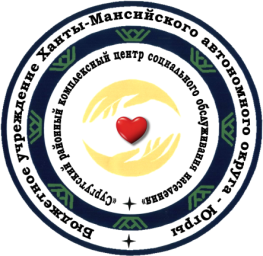 Бюджетное учреждение Ханты-Мансийского автономного округа - Югры
«Сургутский районный комплексный центр социального обслуживания населения»